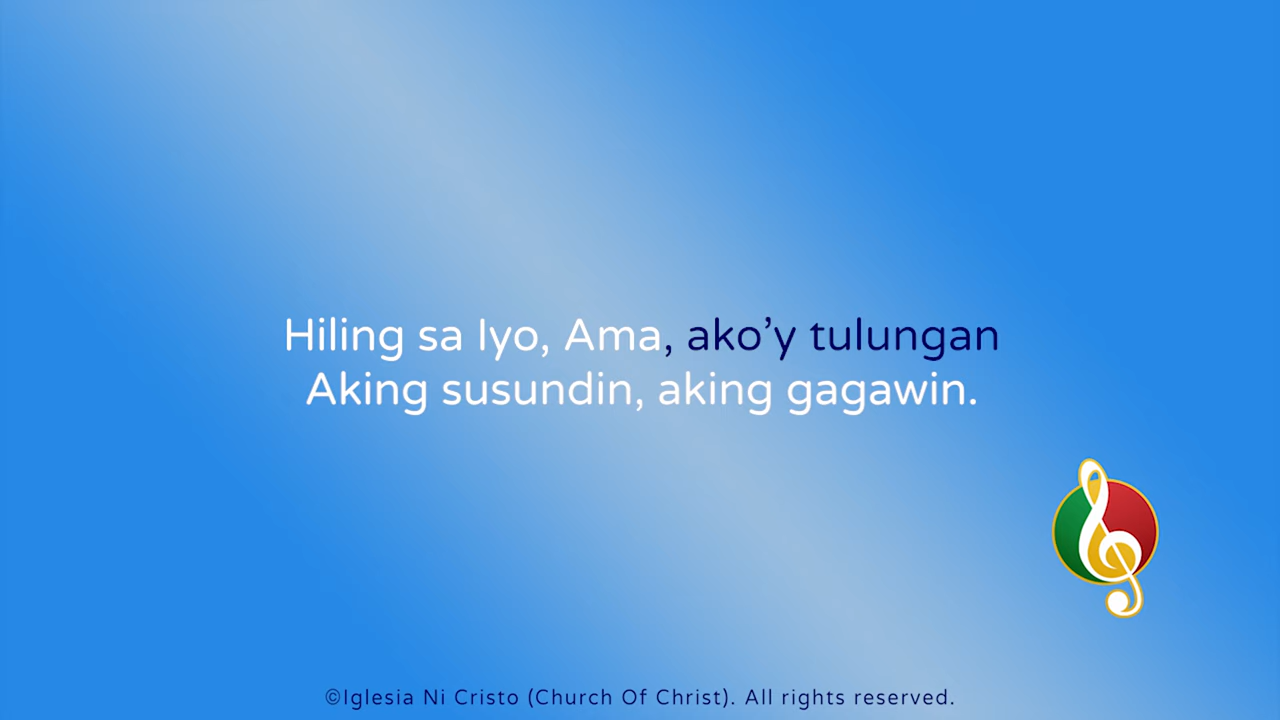 Hiling sa Iyo, Ama, ako’y tulungan
Aking susundin, aking gagawin.
©Iglesia Ni Cristo (Church Of Christ). All rights reserved.